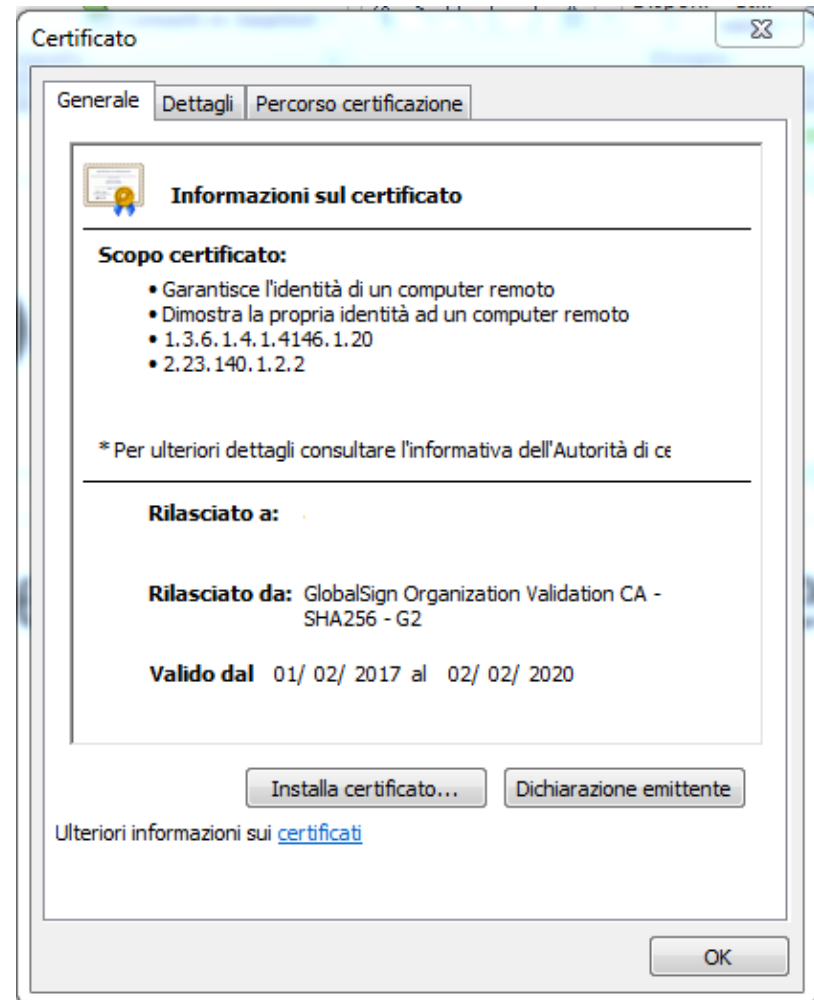 Certificato
Generale Dettagli Percorso certificazione
Informazioni sul certificato
Scopo certificato:
• Garantisce l'identità di un computer remoto
• Dimostra la propria identità ad un computer remoto
• 1.3.6.1.4.1.4146.1.20
• 2.23.140.1.2.2
* Per ulteriori dettagli consultare l'informativa dell'Autorità di ce
Rilasciato a:
Rilasciato da: GlobalSign Organization Validation CA -
SHA256 - G2
Valido dal 01/ 02/ 2017 al 02/ 02/ 2020
Installa certificato... Dichiarazione emittente
Ulteriori informazioni sui certificati
OK